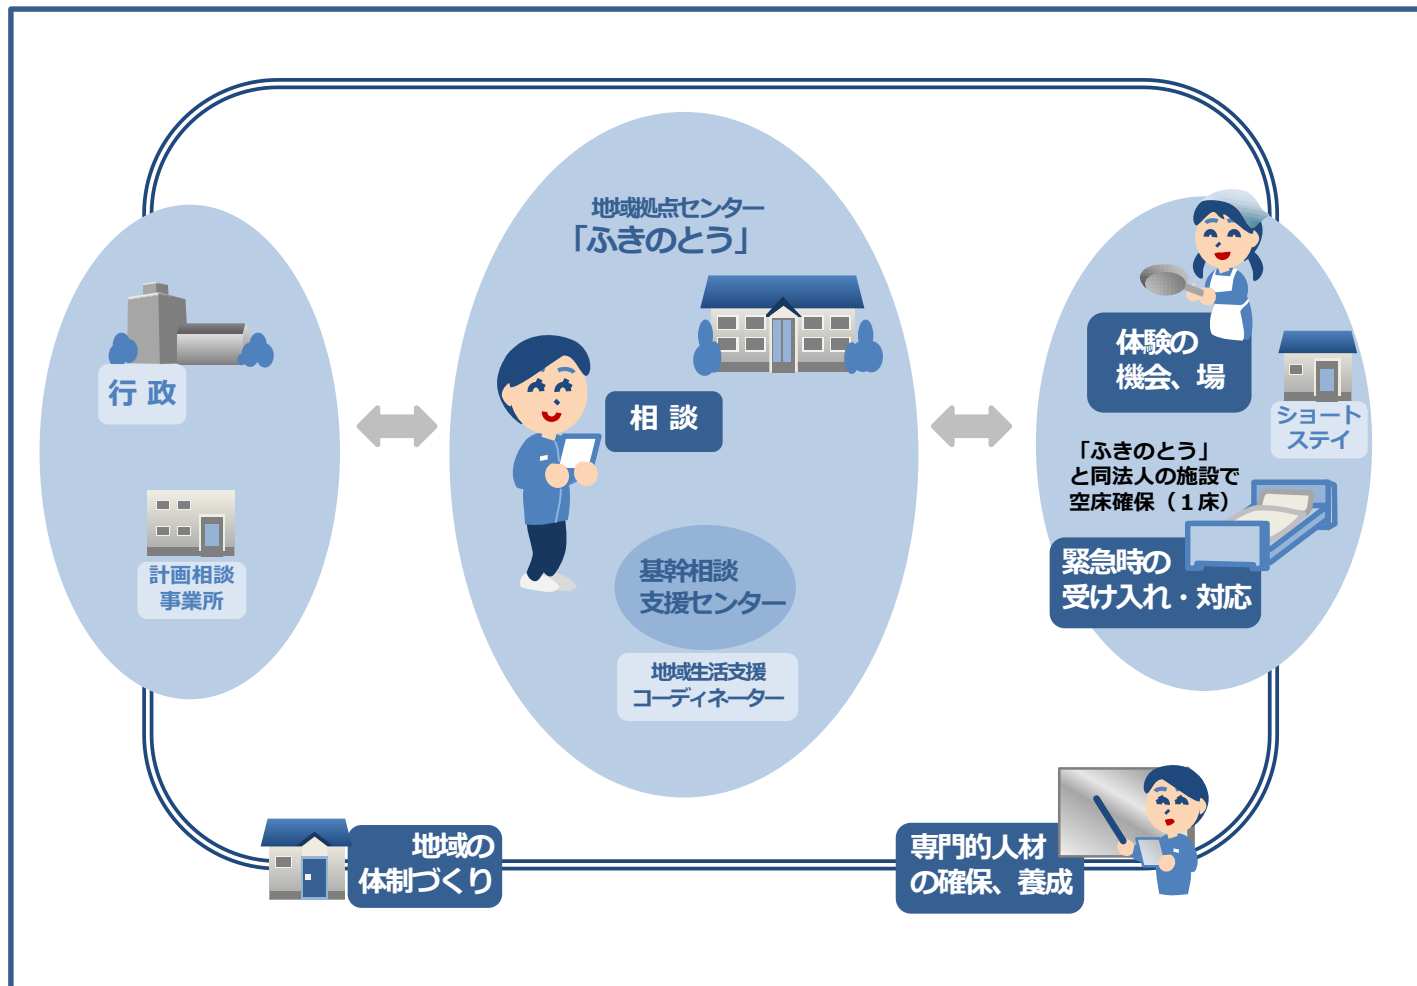 地域拠点センター
「ふきのとう」
行 政
計画相談
事業所
相 談
基幹相談
支援センター
地域生活支援
コーディネーター
体験の
機会、場
ショート
ステイ
「ふきのとう」
と同法人の施設で
空床確保（１床）
緊急時の
受け入れ・対応
地域の
体制づくり
専門的人材
の確保、養成